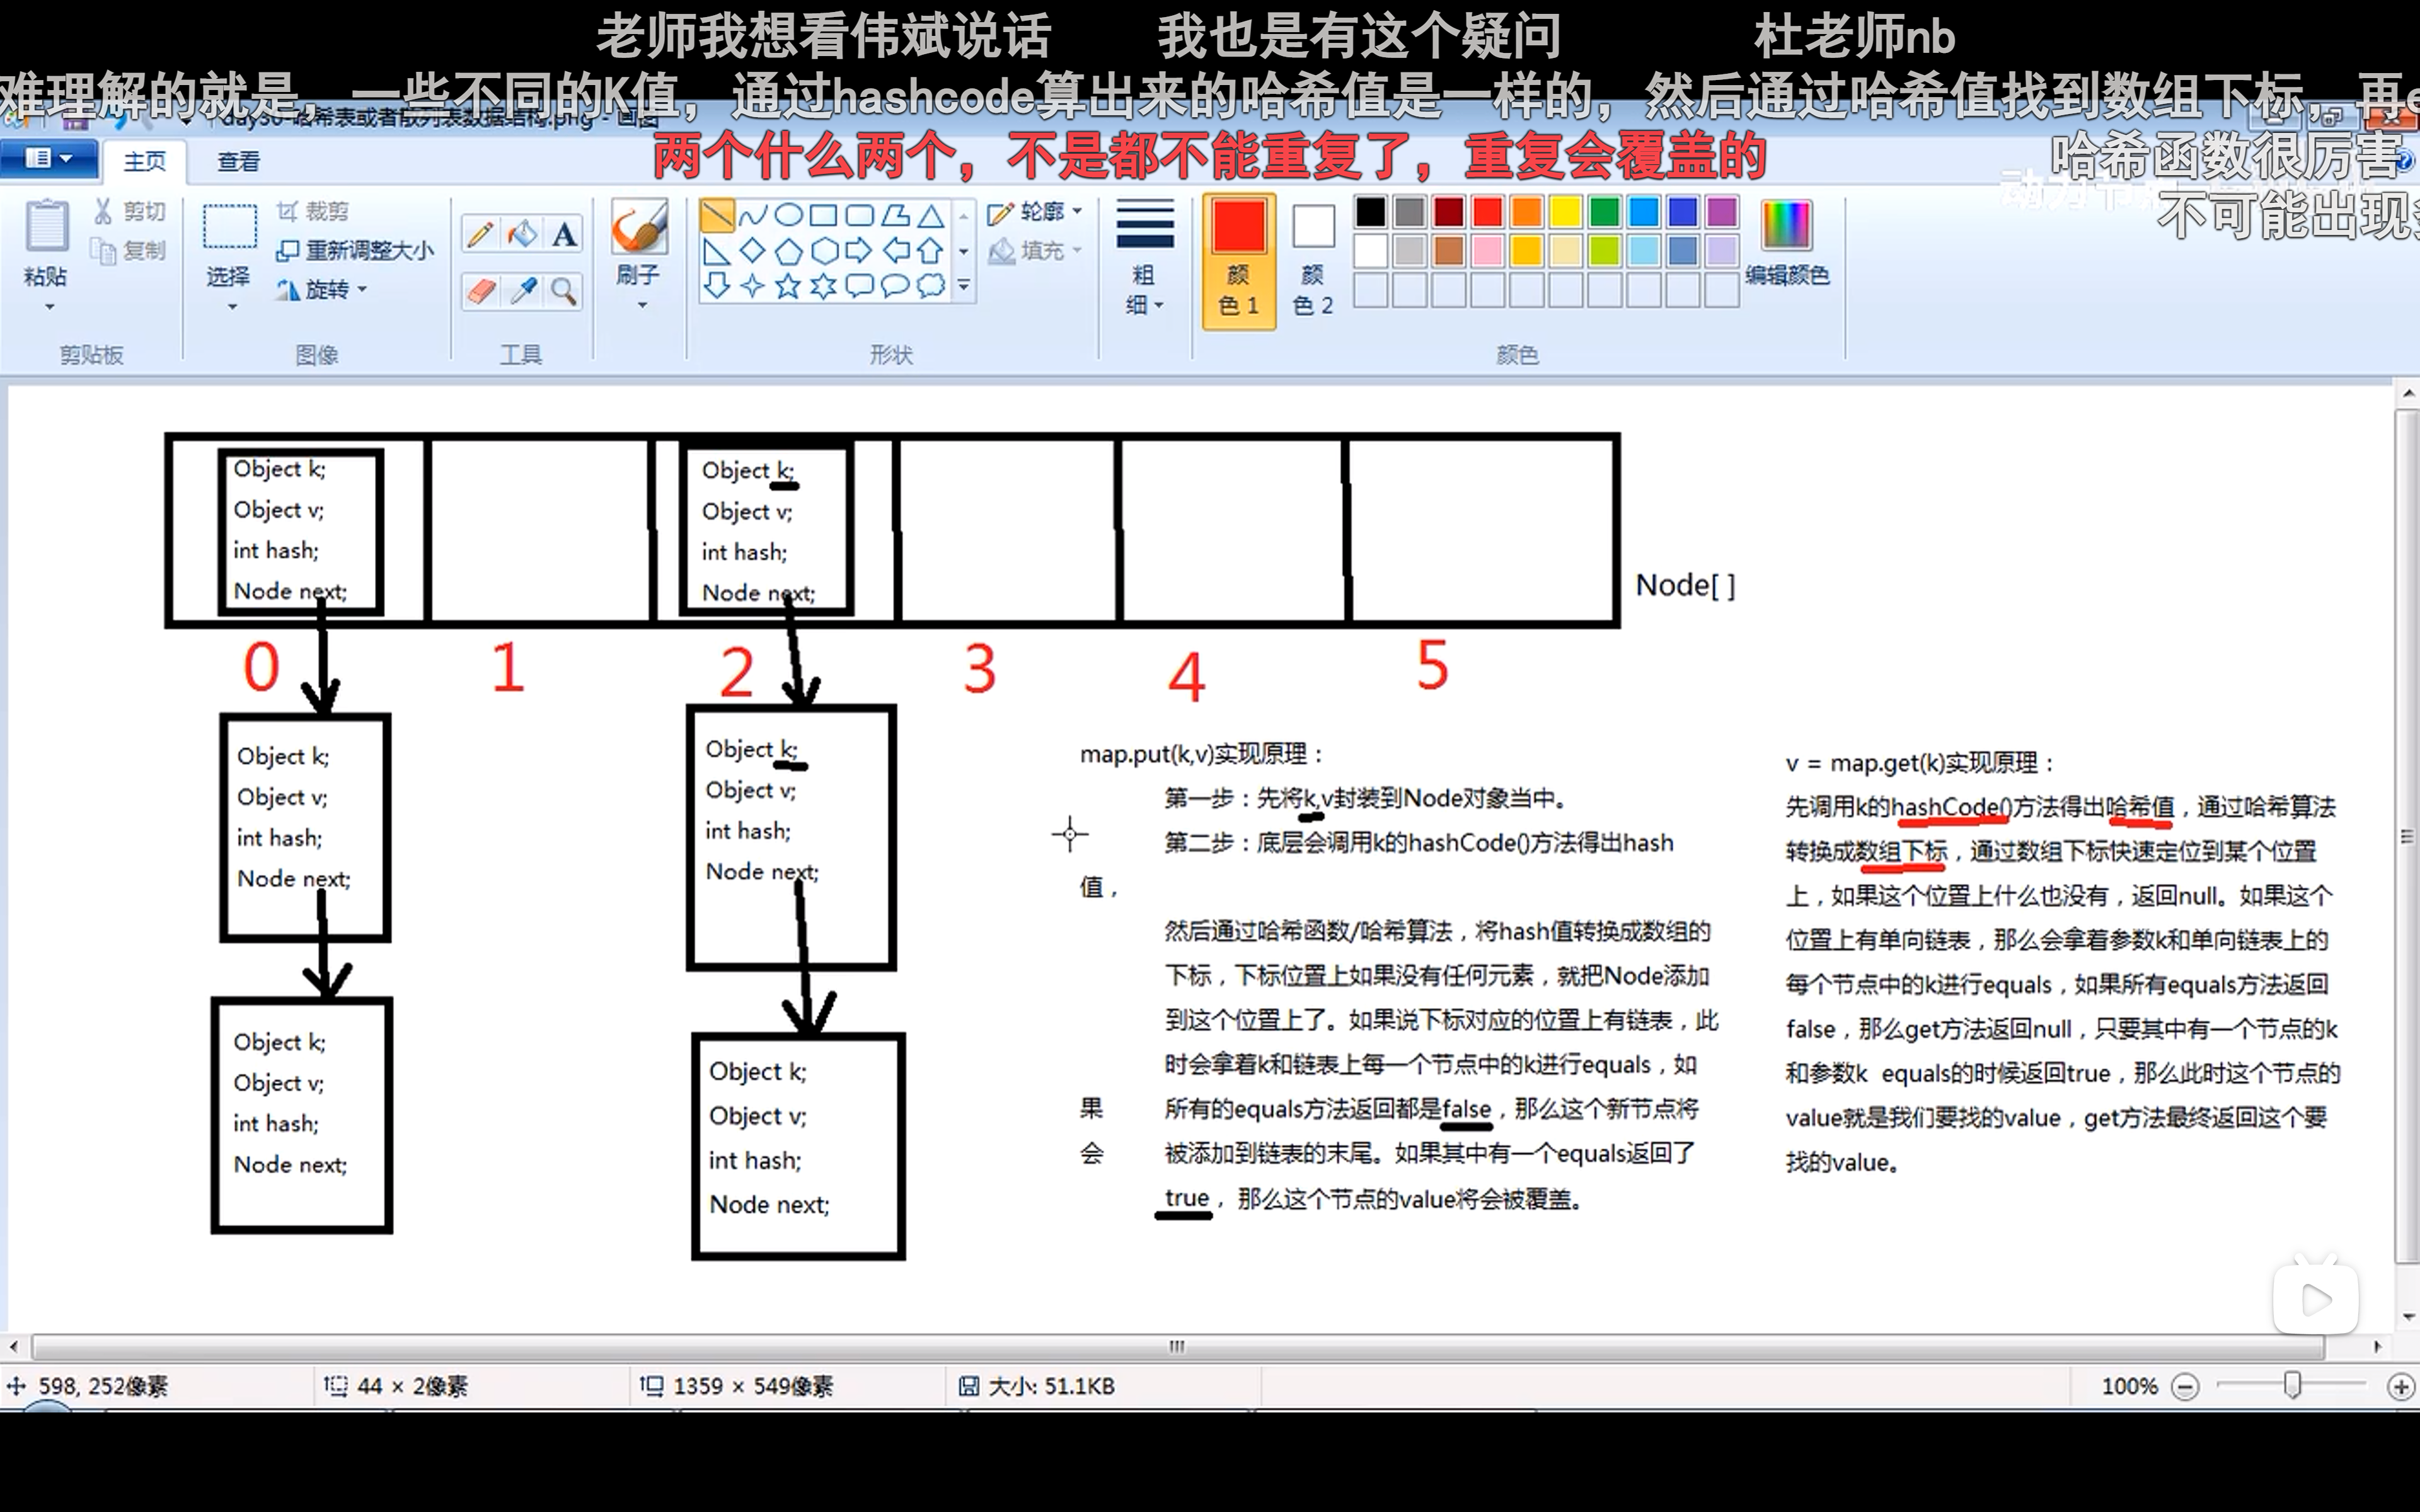 老师我想看伟斌说话 我也是有这个疑问 杜老师nb
难理解的就是，一些不同的K值，通过hashcode算出来的哈希值是一样的，然后通过哈希值找到数组下标，再
day30-哈希表或者散列表数据结构.png - 画图
两个什么两个，不是都不能重复了，重复会覆盖的 哈希函数很厉害
不可能出现
主页 查看
粘贴
剪切
复制
剪贴板
选择
裁剪
重新调整大小
旋转
图像
A
工具
刷子
轮廓
填充
形状
粗
细
颜
色 1
颜
色 2
编辑颜色
颜色
Object k;
Object v;
int hash;
Node next;
Object k;
Object v;
int hash;
Node next;
Node[ ]
0 1 2 3 4 5
Object k;
Object v;
int hash;
Node next;
Object k;
Object v;
int hash;
Node next;
Object k;
Object v;
int hash;
Node next;
Object k;
Object v;
int hash;
Node next;
map.put(k,v)实现原理：
第一步：先将k,v封装到Node对象当中。
第二步：底层会调用k的hashCode()方法得出hash
值，
然后通过哈希函数/哈希算法，将hash值转换成数组的
下标，下标位置上如果没有任何元素，就把Node添加
到这个位置上了。如果说下标对应的位置上有链表，此
时会拿着k和链表上每一个节点中的k进行equals，如
果 所有的equals方法返回都是false，那么这个新节点将
会 被添加到链表的末尾。如果其中有一个equals返回了
true，那么这个节点的value将会被覆盖。
v = map.get(k)实现原理：
先调用k的hashCode()方法得出哈希值，通过哈希算法
转换成数组下标，通过数组下标快速定位到某个位置
上，如果这个位置上什么也没有，返回null。如果这个
位置上有单向链表，那么会拿着参数k和单向链表上的
每个节点中的k进行equals，如果所有equals方法返回
false，那么get方法返回null，只要其中有一个节点的k
和参数k equals的时候返回true，那么此时这个节点的
value就是我们要找的value，get方法最终返回这个要
找的value。
598, 252像素 44 × 2像素 1359 × 549像素 大小: 51.1KB 100%